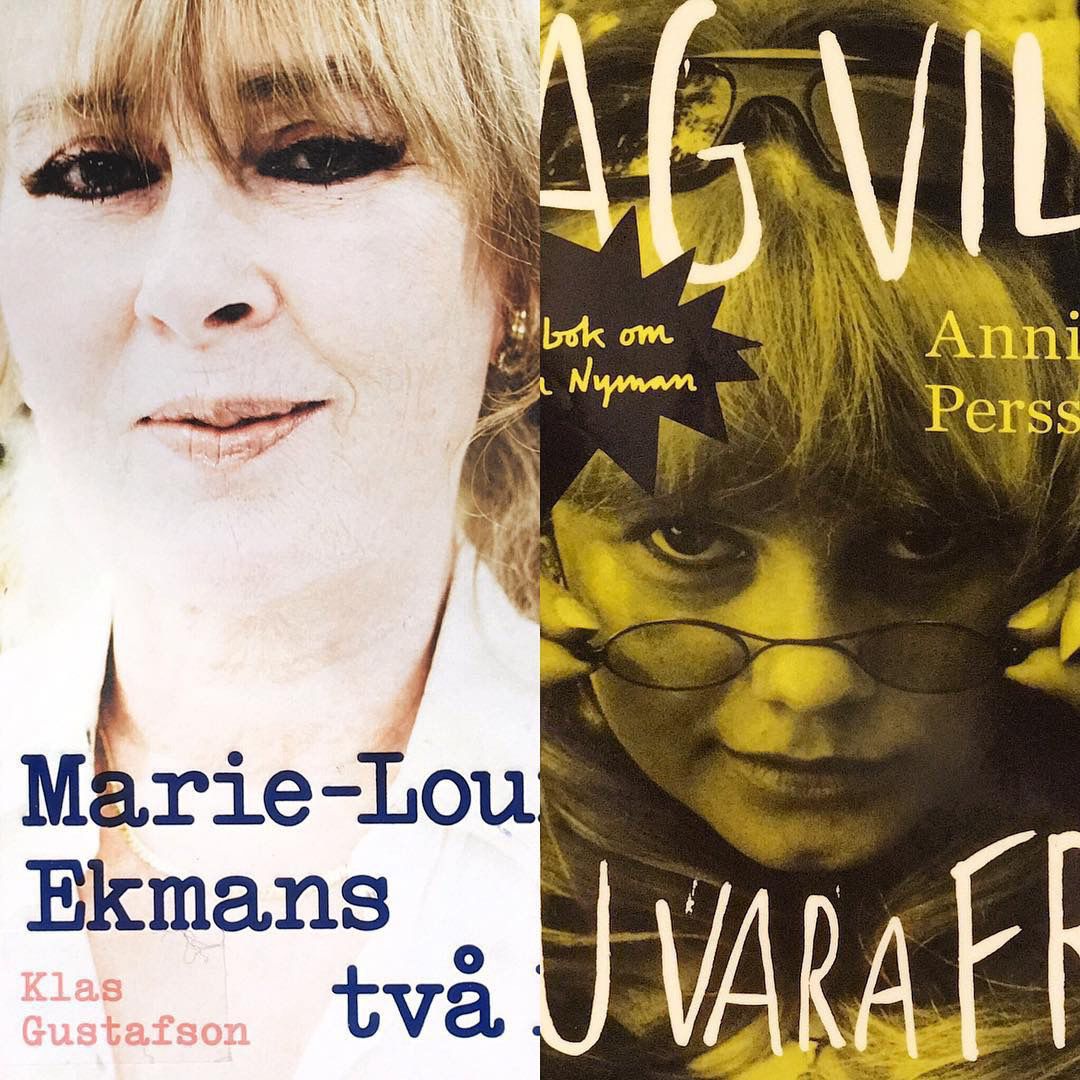 Marie-Lou
Ekmans
två
Klas
Gustafson
AG VIL
bok om
Nyman
Anni
Perss
J VARA FR